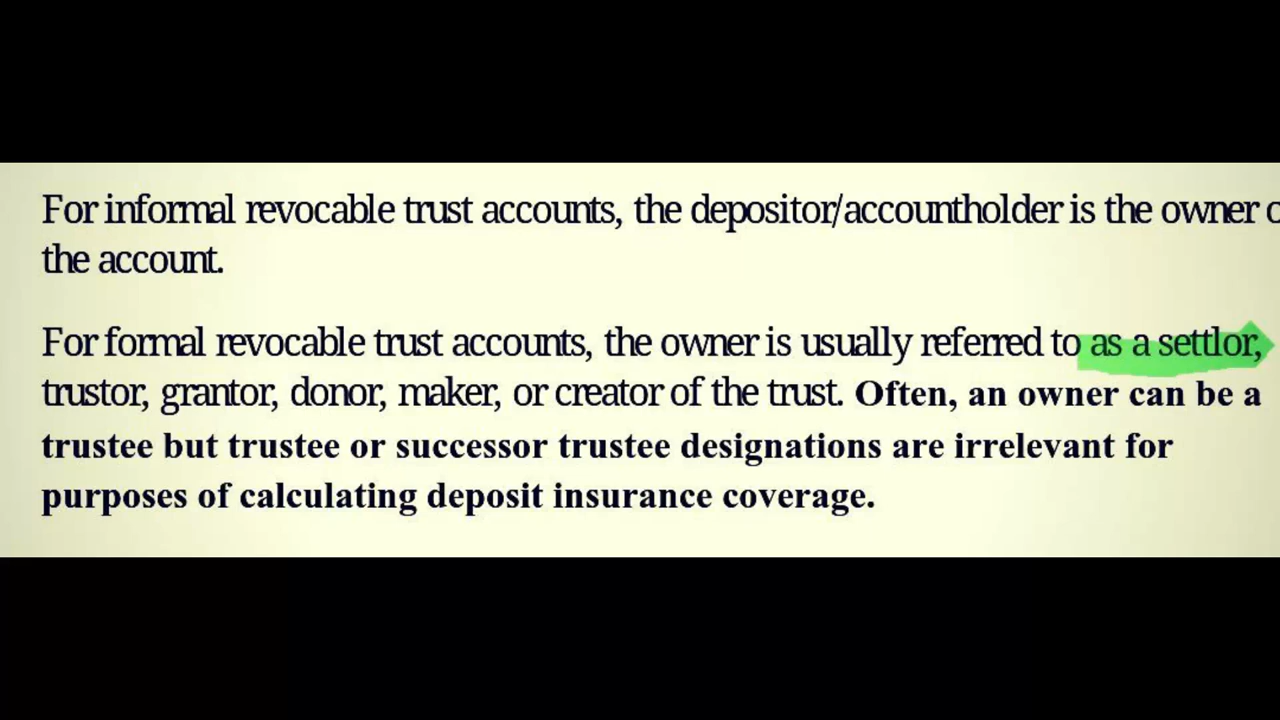 For informal revocable trust accounts, the depositor/accountholder is the owner
the account.
For formal revocable trust accounts, the owner is usually referred to as a settlor,
trustor, grantor, donor, maker, or creator of the trust. Often, an owner can be a
trustee but trustee or successor trustee designations are irrelevant for
purposes of calculating deposit insurance coverage.